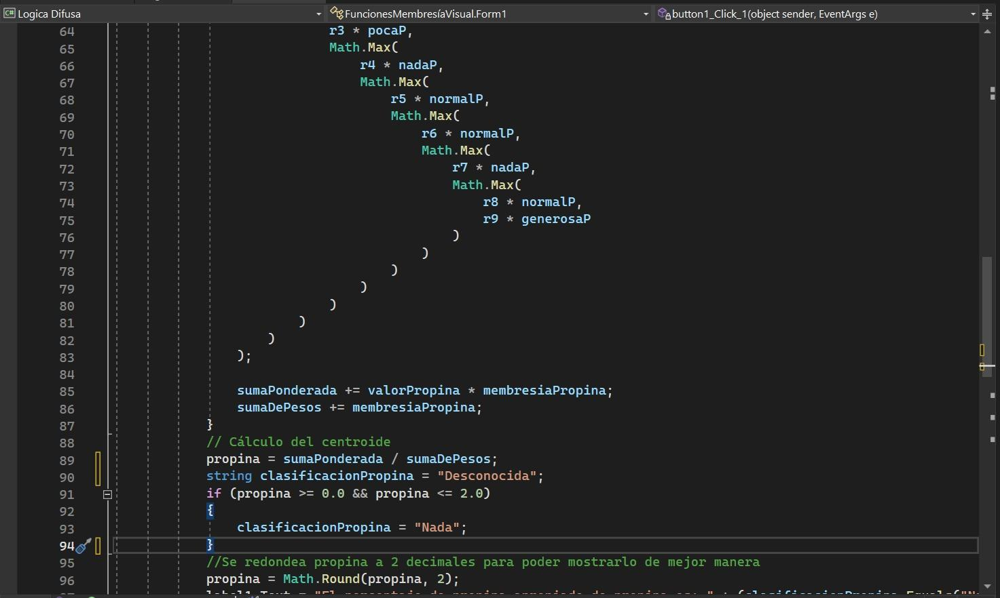 C# Logica Difusa FuncionesMembresíaVisual.Form1 button1_Click_1(object sender, EventArgs e)
64 r3 * pocaP,
65 Math.Max(
66 r4 * nadaP,
67 Math.Max(
68 r5 * normalP,
69 Math.Max(
70 r6 * normalP,
71 Math.Max(
72 r7 * nadaP,
73 Math.Max(
74 r8 * normalP,
75 r9 * generosaP
76 )
77 )
78 )
79 )
80 )
81 )
82 )
83 );
84
85 sumaPonderada += valorPropina * membresiaPropina;
86 sumaDePesos += membresiaPropina;
87 }
88 // Cálculo del centroide
89 propina = sumaPonderada / sumaDePesos;
90 string clasificacionPropina = "Desconocida";
91 if (propina >= 0.0 && propina <= 2.0)
92 {
93 clasificacionPropina = "Nada";
94 }
95 //Se redondea propina a 2 decimales para poder mostrarlo de mejor manera
96 propina = Math.Round(propina, 2);